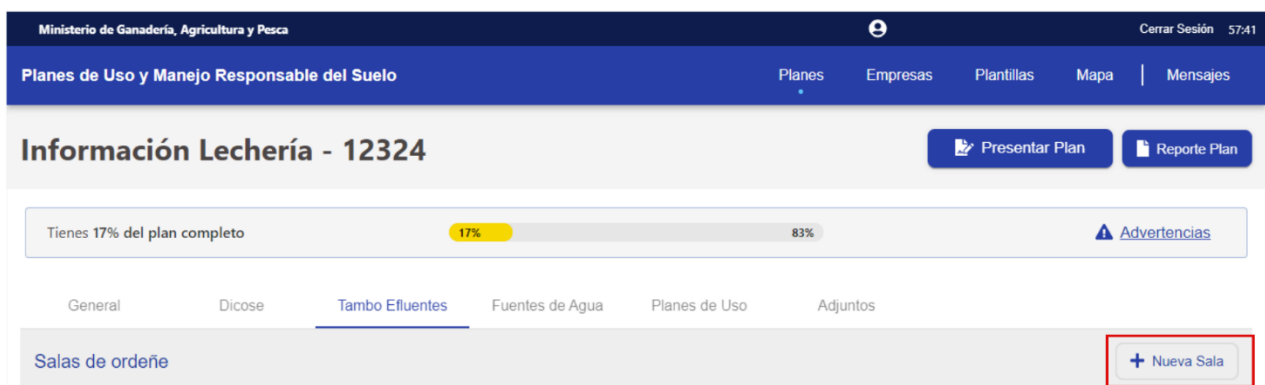 Ministerio de Ganadería, Agricultura y Pesca Cerrar Sesión 57:41
Planes de Uso y Manejo Responsable del Suelo Planes Empresas Plantillas Mapa | Mensajes
Información Lechería - 12324 Presentar Plan Reporte Plan
Tienes 17% del plan completo 17% 83% Advertencias
General Dicose Tambo Efluentes Fuentes de Agua Planes de Uso Adjuntos
Salas de ordeñe + Nueva Sala